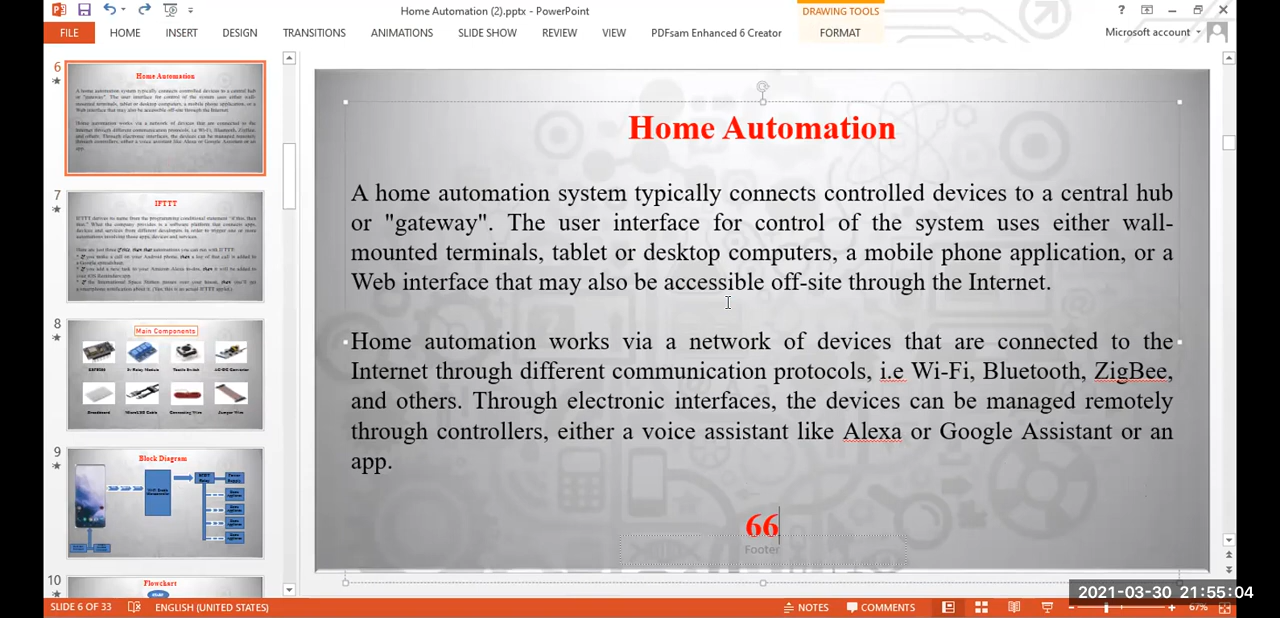 Home Automation (2).pptx - PowerPoint
DRAWING TOOLS
FILE HOME INSERT DESIGN TRANSITIONS ANIMATIONS SLIDE SHOW REVIEW VIEW PDFsam Enhanced 6 Creator FORMAT Microsoft account
6
Home Automation
7
IFTTT
8
Main Components
9
Block Diagram
10
Flowchart
Home Automation
A home automation system typically connects controlled devices to a central hub
or "gateway". The user interface for control of the system uses either wall-
mounted terminals, tablet or desktop computers, a mobile phone application, or a
Web interface that may also be accessible off-site through the Internet.
Home automation works via a network of devices that are connected to the
Internet through different communication protocols, i.e Wi-Fi, Bluetooth, ZigBee,
and others. Through electronic interfaces, the devices can be managed remotely
through controllers, either a voice assistant like Alexa or Google Assistant or an
app.
66
Footer
2021-03-30 21:55:04
SLIDE 6 OF 33 ENGLISH (UNITED STATES) NOTES COMMENTS 67%